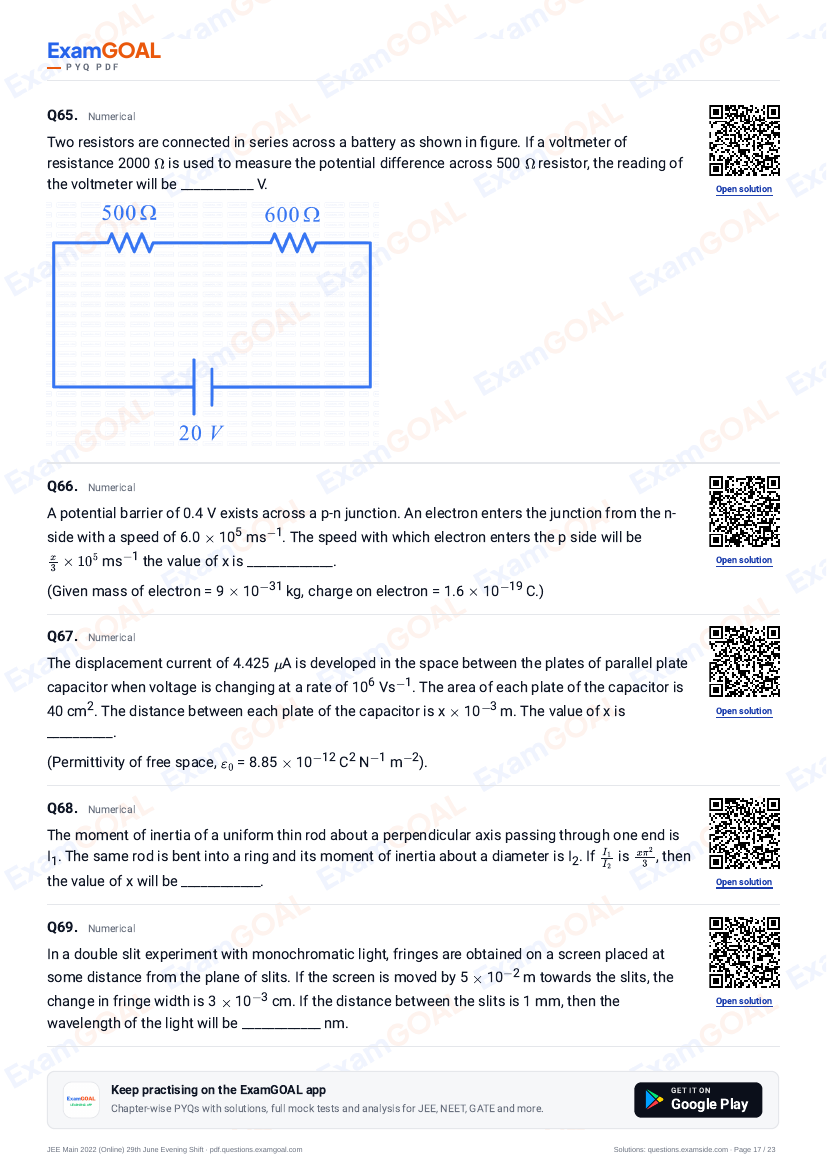 ExamGOAL
PYQ PDF
Q65. Numerical
Two resistors are connected in series across a battery as shown in figure. If a voltmeter of
resistance 2000 Ω is used to measure the potential difference across 500 Ω resistor, the reading of
the voltmeter will be ___________ V.
Open solution
500 Ω 600 Ω
20 V
Q66. Numerical
A potential barrier of 0.4 V exists across a p-n junction. An electron enters the junction from the n-
side with a speed of 6.0 × 10⁵ ms⁻¹. The speed with which electron enters the p side will be
x/3 × 10⁵ ms⁻¹ the value of x is _____________.
(Given mass of electron = 9 × 10⁻³¹ kg, charge on electron = 1.6 × 10⁻¹⁹ C.)
Open solution
Q67. Numerical
The displacement current of 4.425 μA is developed in the space between the plates of parallel plate
capacitor when voltage is changing at a rate of 10⁶ Vs⁻¹. The area of each plate of the capacitor is
40 cm². The distance between each plate of the capacitor is x × 10⁻³ m. The value of x is
__________.
(Permittivity of free space, ε₀ = 8.85 × 10⁻¹² C² N⁻¹ m⁻²).
Open solution
Q68. Numerical
The moment of inertia of a uniform thin rod about a perpendicular axis passing through one end is
I₁. The same rod is bent into a ring and its moment of inertia about a diameter is I₂. If I₁/I₂ is xπ²/3, then
the value of x will be ____________.
Open solution
Q69. Numerical
In a double slit experiment with monochromatic light, fringes are obtained on a screen placed at
some distance from the plane of slits. If the screen is moved by 5 × 10⁻² m towards the slits, the
change in fringe width is 3 × 10⁻³ cm. If the distance between the slits is 1 mm, then the
wavelength of the light will be ____________ nm.
Open solution
ExamGOAL
Keep practising on the ExamGOAL app
Chapter-wise PYQs with solutions, full mock tests and analysis for JEE, NEET, GATE and more.
GET IT ON
Google Play
JEE Main 2022 (Online) 29th June Evening Shift · pdf.questions.examgoal.com
Solutions: questions.examside.com · Page 17 / 23